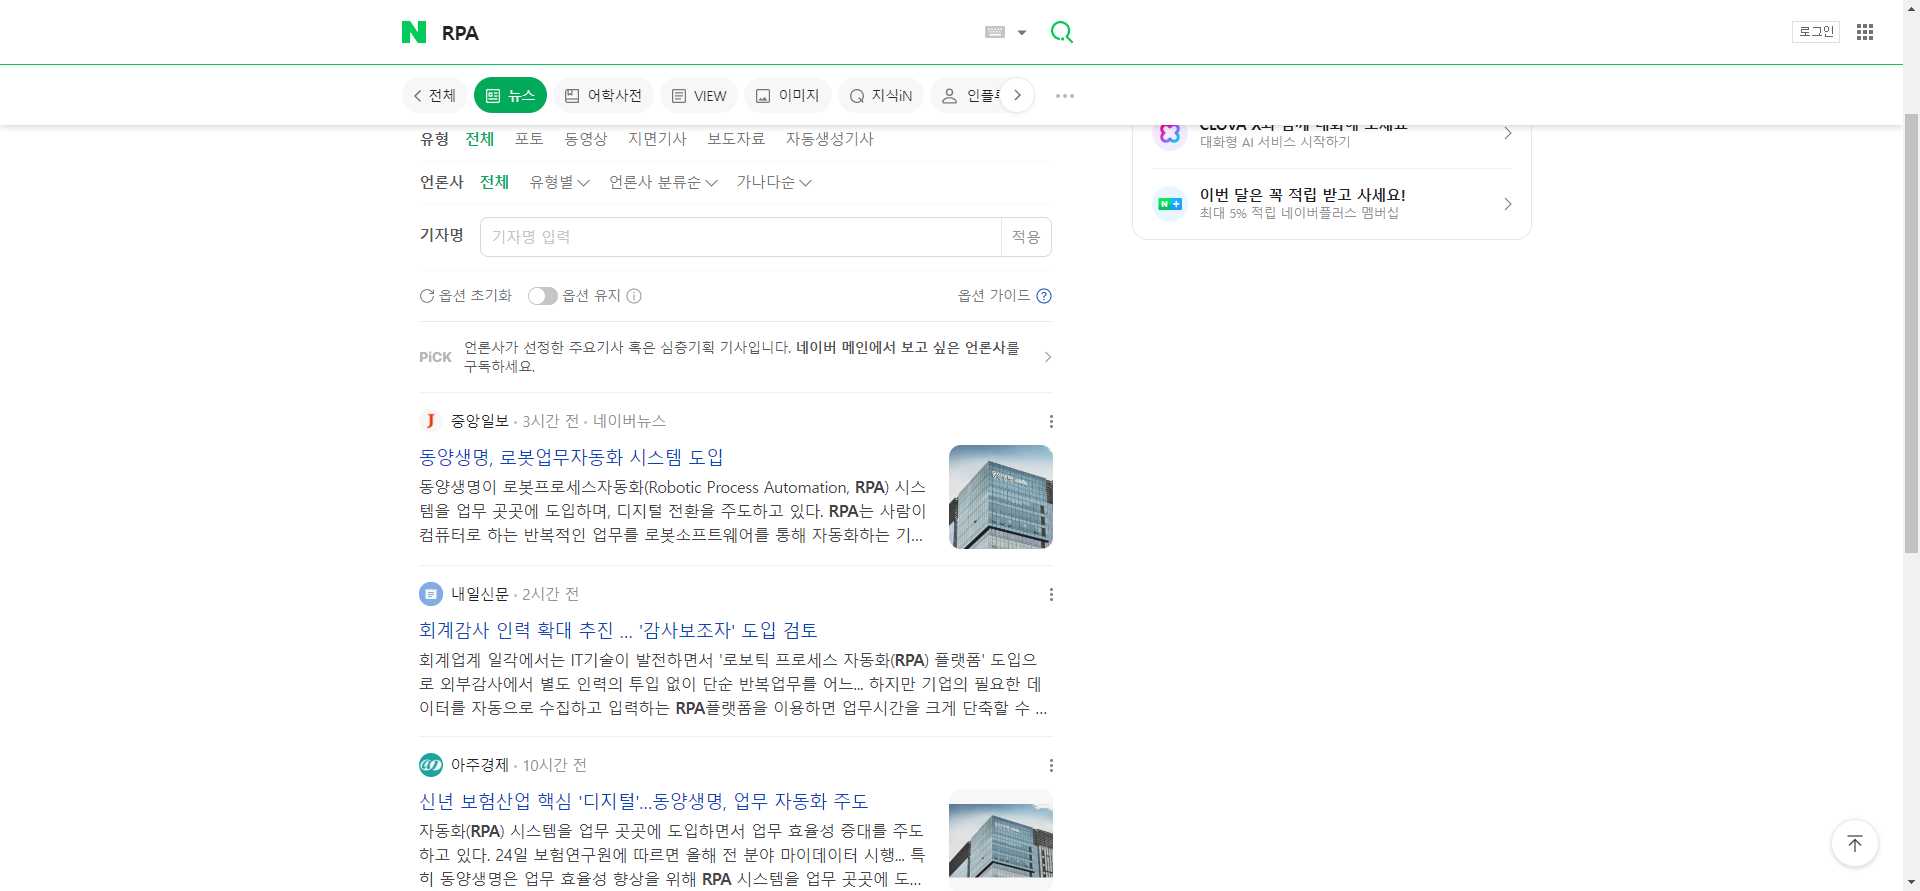 N RPA
로그인
전체 뉴스 어학사전 VIEW 이미지 지식iN
유형 전체 포토 동영상 지면기사 보도자료 자동생성기사
언론사 전체 유형별 언론사 분류순 가나다순
기자명 기자명 입력 적용
옵션 초기화 옵션 유지 옵션 가이드
PiCK 언론사가 선정한 주요기사 혹은 심층기획 기사입니다. 네이버 메인에서 보고 싶은 언론사를
구독하세요.
J 중앙일보 · 3시간 전 · 네이버뉴스
동양생명, 로봇업무자동화 시스템 도입
동양생명이 로봇프로세스자동화(Robotic Process Automation, RPA) 시스
템을 업무 곳곳에 도입하며, 디지털 전환을 주도하고 있다. RPA는 사람이
컴퓨터로 하는 반복적인 업무를 로봇소프트웨어를 통해 자동화하는 기...
내일신문 · 2시간 전
회계감사 인력 확대 추진 ... '감사보조자' 도입 검토
회계업계 일각에서는 IT기술이 발전하면서 '로보틱 프로세스 자동화(RPA) 플랫폼' 도입으
로 외부감사에서 별도 인력의 투입 없이 단순 반복업무를 어느... 하지만 기업의 필요한 데
이터를 자동으로 수집하고 입력하는 RPA플랫폼을 이용하면 업무시간을 크게 단축할 수 ...
아주경제 · 10시간 전
신년 보험산업 핵심 '디지털'...동양생명, 업무 자동화 주도
자동화(RPA) 시스템을 업무 곳곳에 도입하면서 업무 효율성 증대를 주도
하고 있다. 24일 보험연구원에 따르면 올해 전 분야 마이데이터 시행... 특
히 동양생명은 업무 효율성 향상을 위해 RPA 시스템을 업무 곳곳에 도...
CLOVA X와 함께 대화해 보세요
대화형 AI 서비스 시작하기
이번 달은 꼭 적립 받고 사세요!
최대 5% 적립 네이버플러스 멤버십